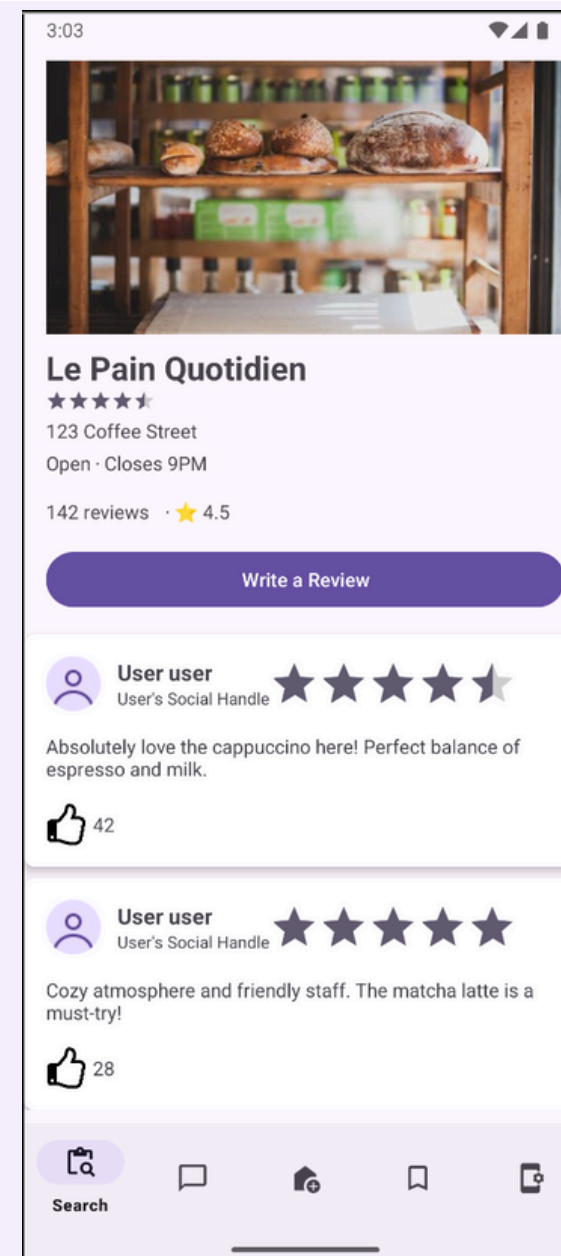 3:03
Le Pain Quotidien
123 Coffee Street
Open · Closes 9PM
142 reviews · ⭐ 4.5
Write a Review
User user
User's Social Handle
Absolutely love the cappuccino here! Perfect balance of
espresso and milk.
42
User user
User's Social Handle
Cozy atmosphere and friendly staff. The matcha latte is a
must-try!
28
Search